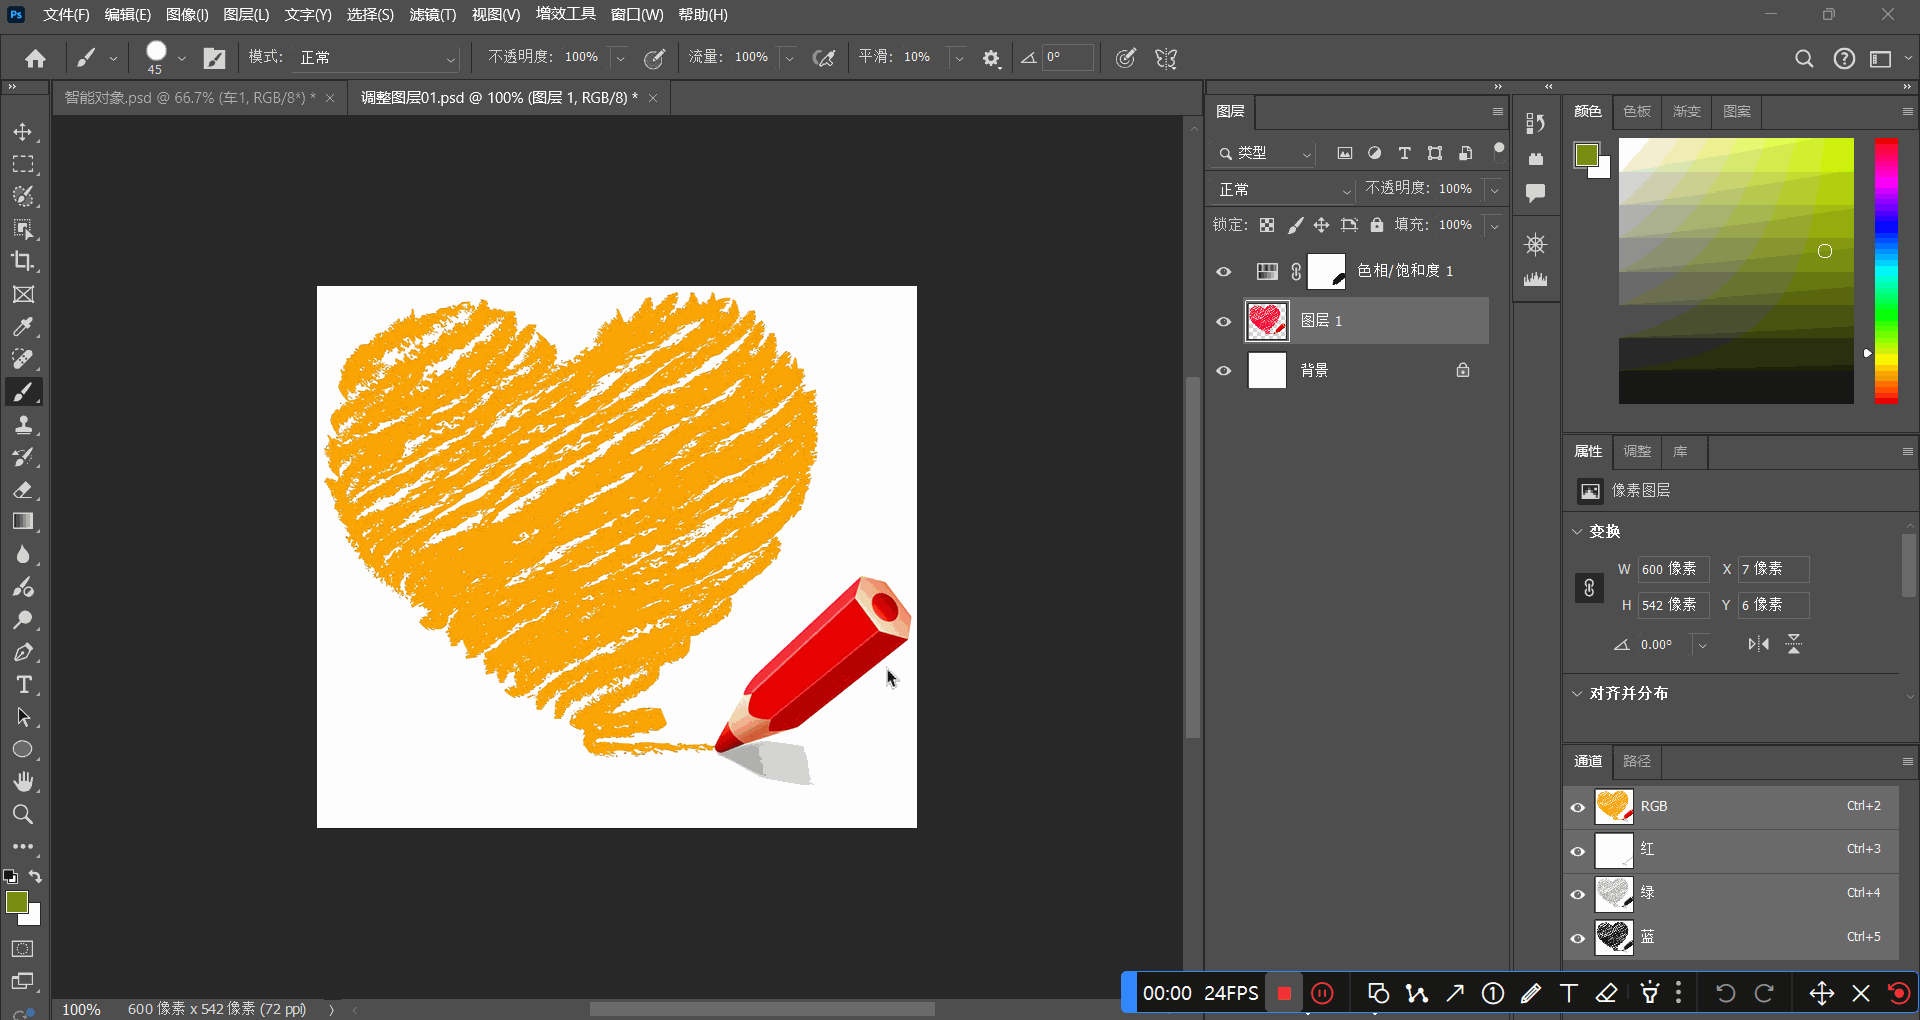 Ps 文件(F) 编辑(E) 图像(I) 图层(L) 文字(Y) 选择(S) 滤镜(T) 视图(V) 增效工具 窗口(W) 帮助(H)
45 模式: 正常 不透明度: 100% 流量: 100% 平滑: 10% 0°
智能对象.psd @ 66.7% (车1, RGB/8*) * × 调整图层01.psd @ 100% (图层 1, RGB/8) * ×
图层
类型
正常 不透明度: 100%
锁定: 填充: 100%
色相/饱和度 1
图层 1
背景
颜色 色板 渐变 图案
属性 调整 库
像素图层
变换
W 600 像素 X 7 像素
H 542 像素 Y 6 像素
0.00°
对齐并分布
通道 路径
RGB Ctrl+2
红 Ctrl+3
绿 Ctrl+4
蓝 Ctrl+5
00:00 24FPS
100% 600 像素 x 542 像素 (72 ppi)